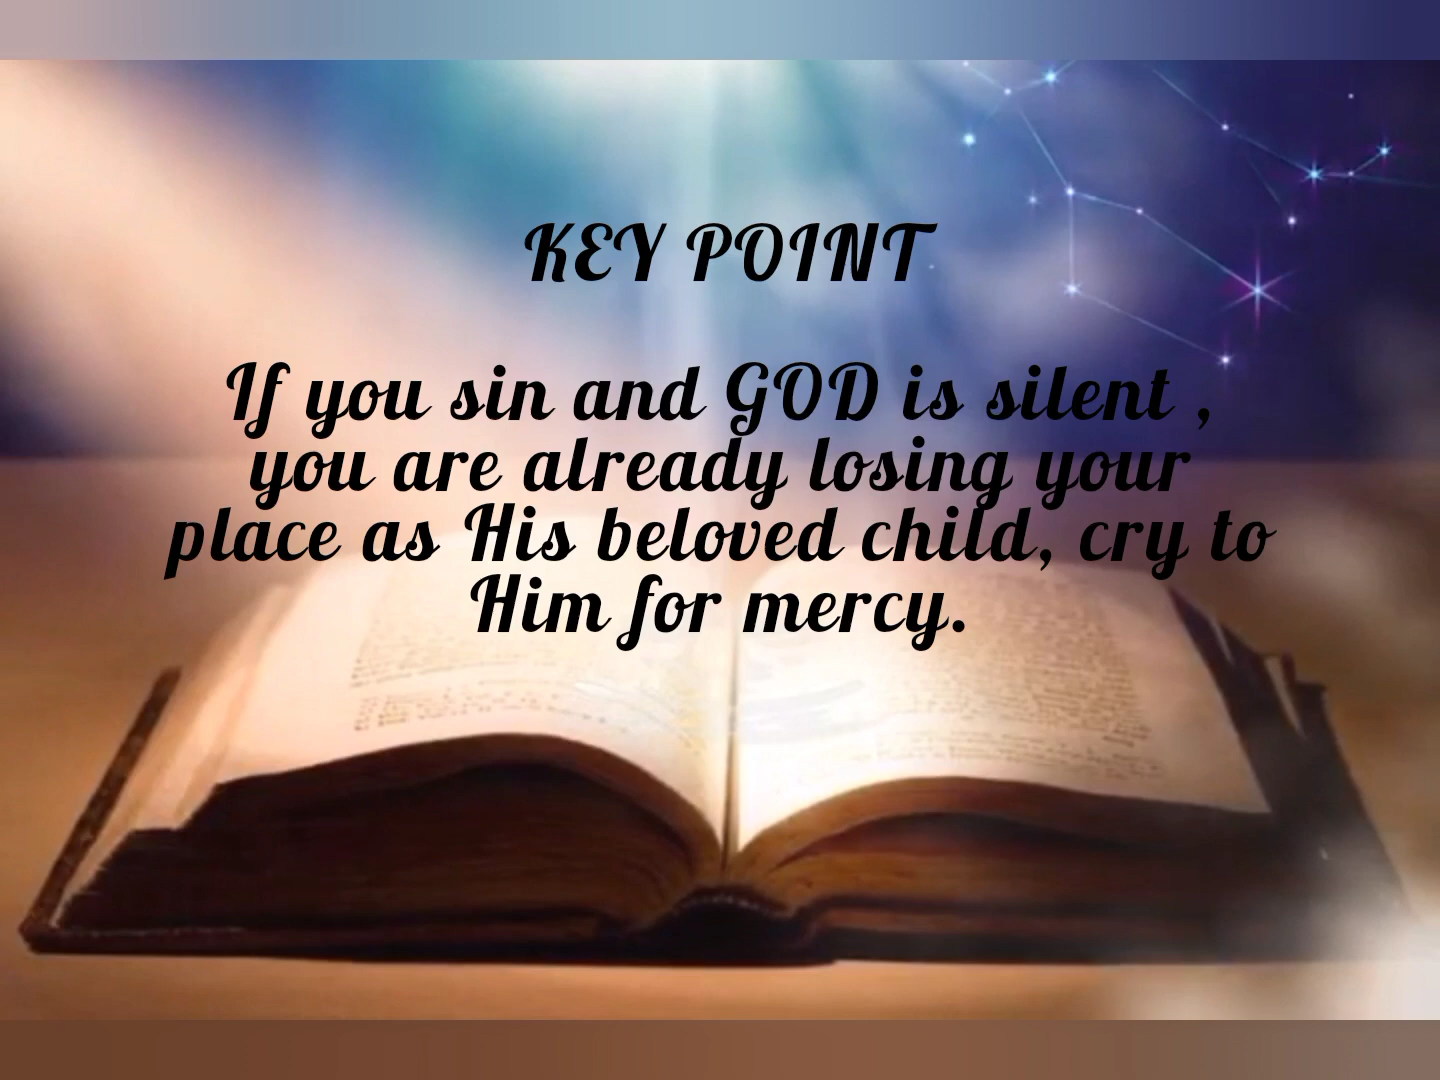 KEY POINT
If you sin and GOD is silent ,
you are already losing your
place as His beloved child, cry to
Him for mercy.